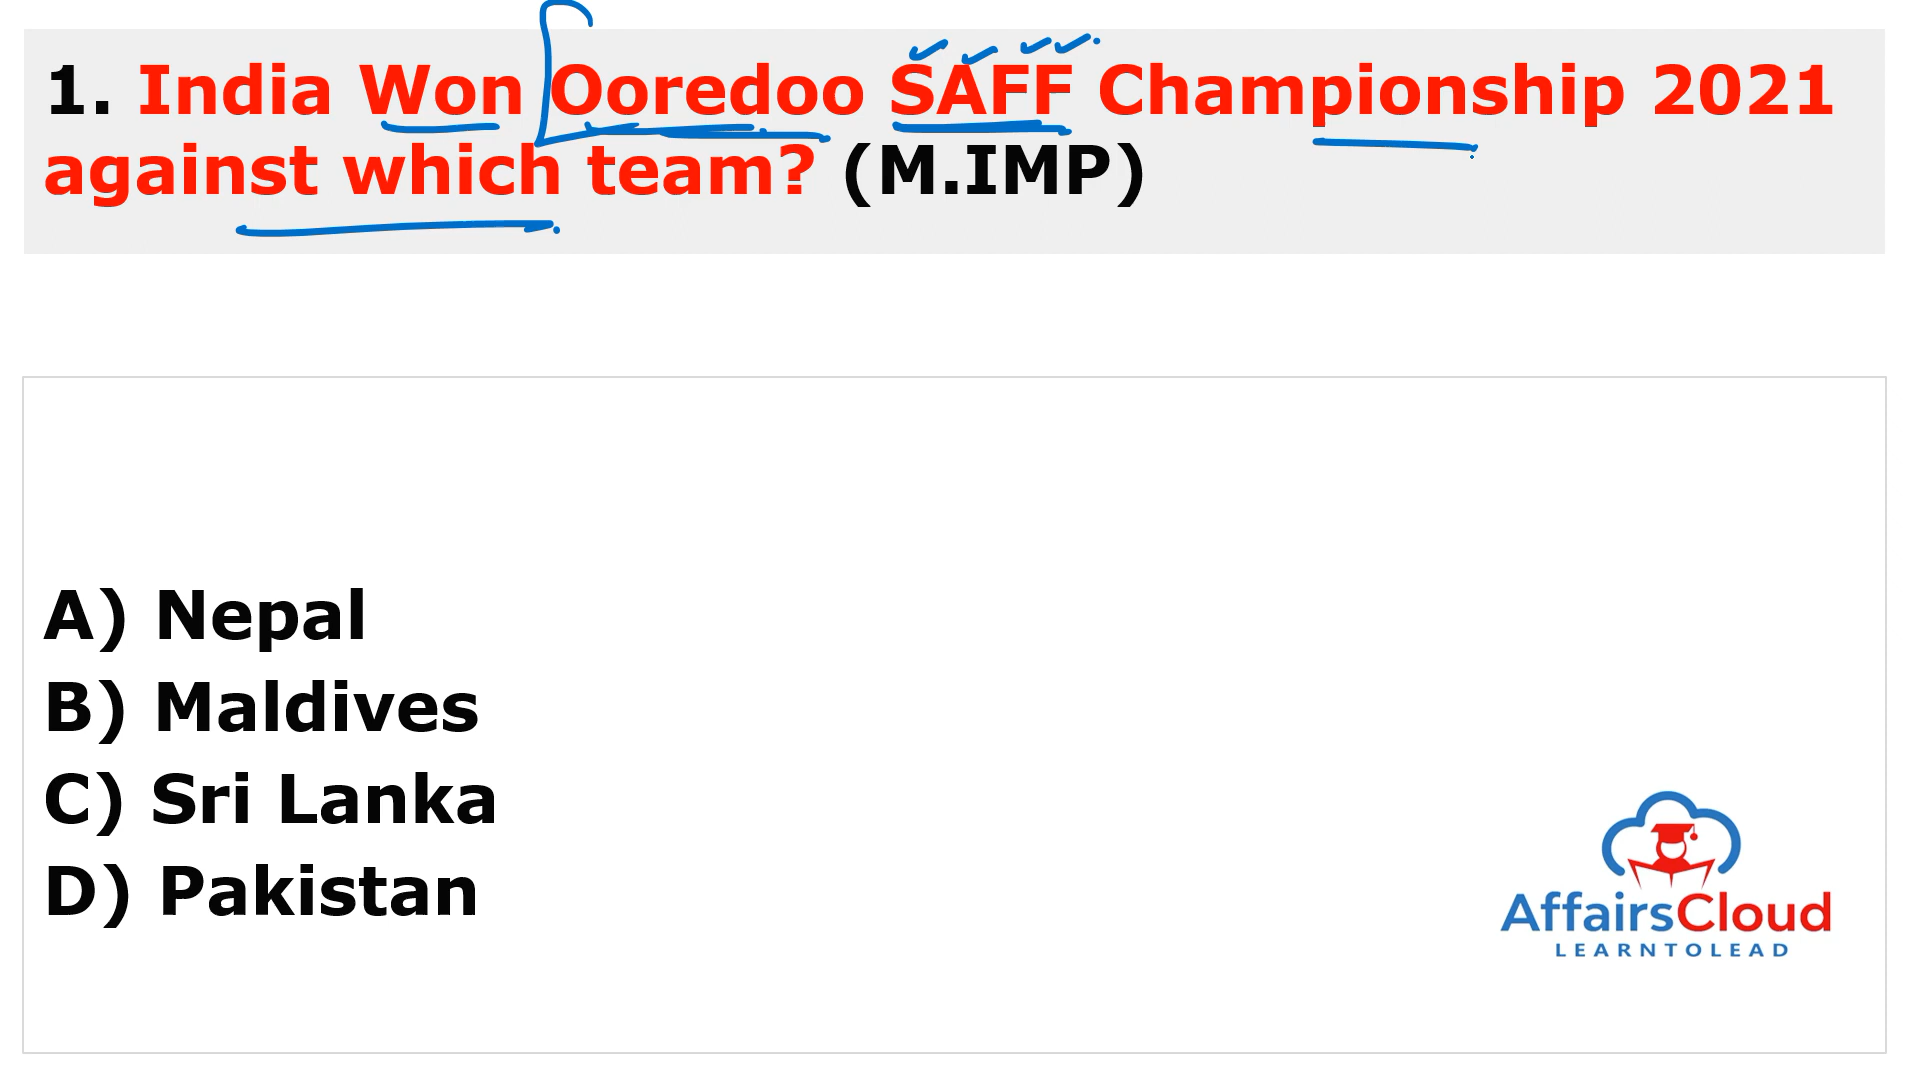 1. India Won Ooredoo SAFF Championship 2021
against which team? (M.IMP)
A) Nepal
B) Maldives
C) Sri Lanka
D) Pakistan
AffairsCloud
LEARNTOLEAD